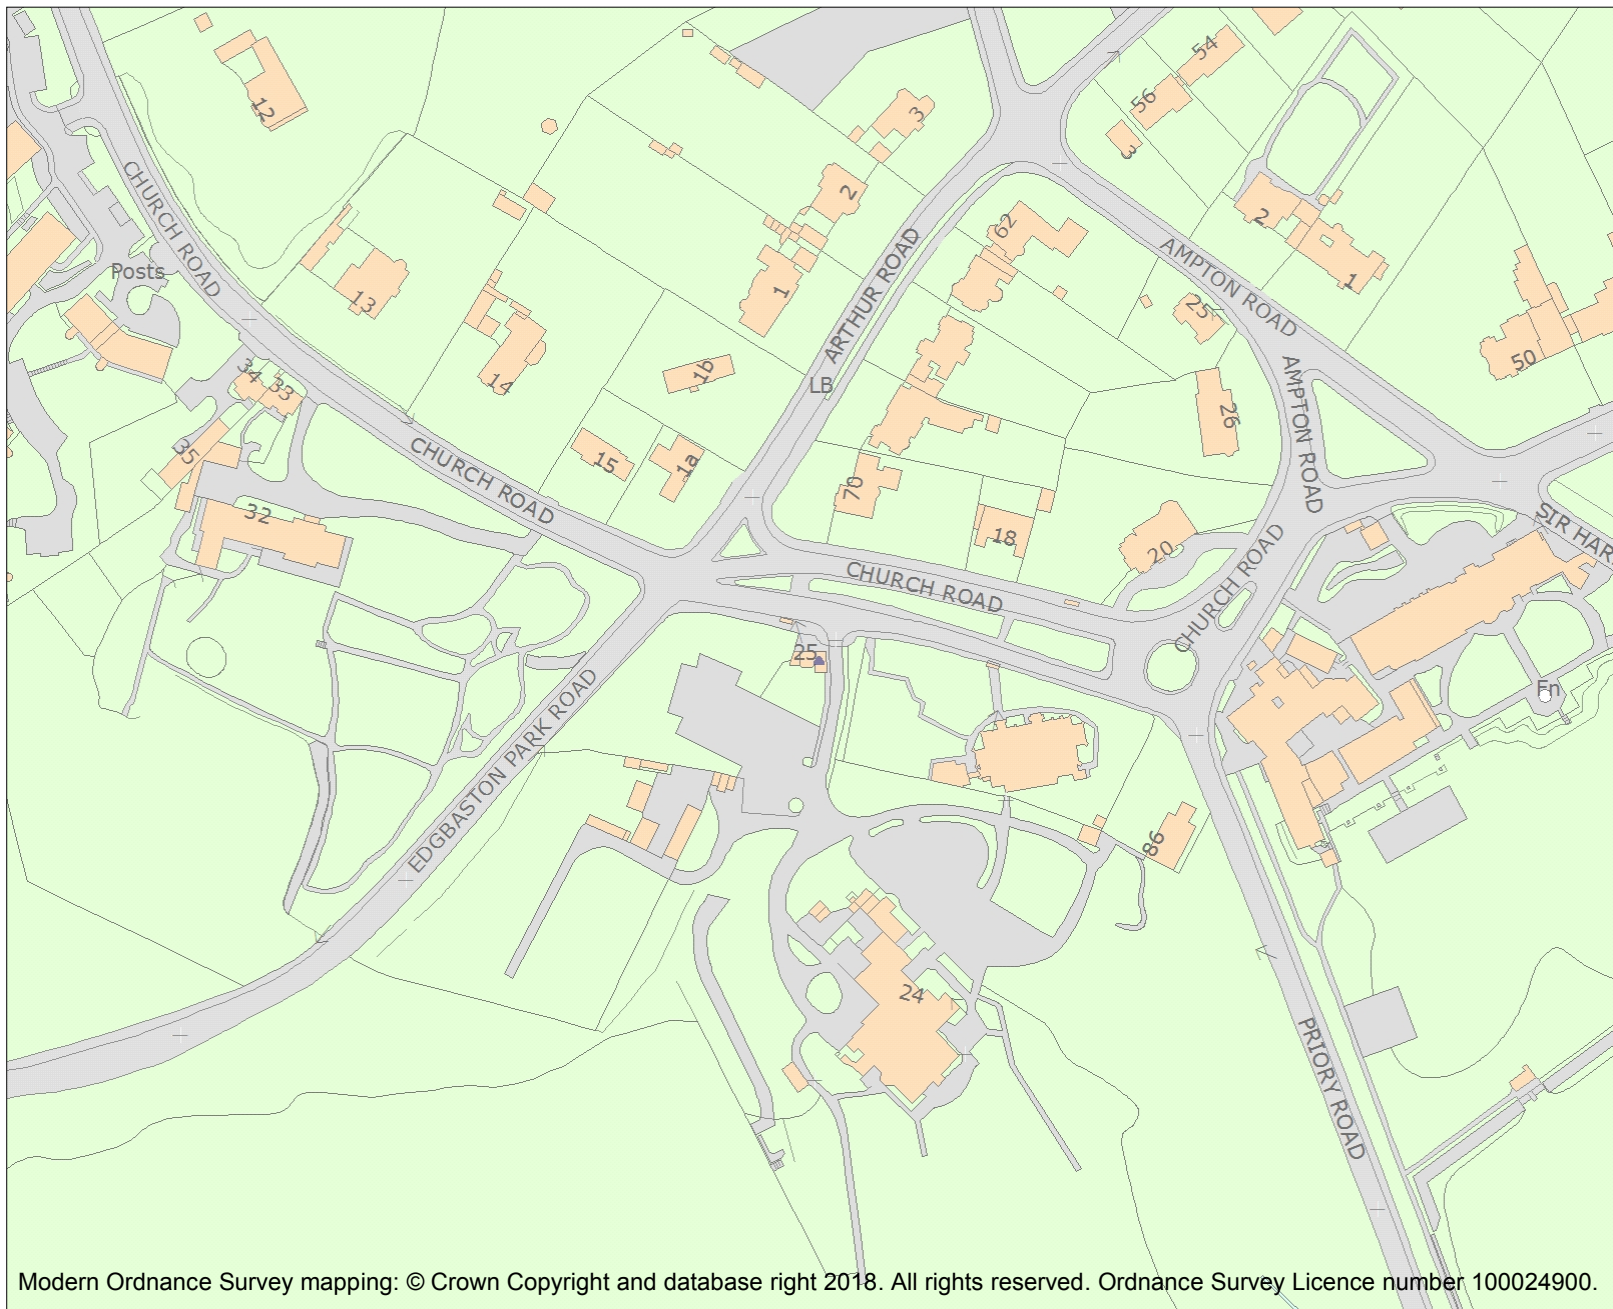 54
56
3
3
12
CHURCH ROAD
2
2
62
ARTHUR ROAD
AMPTON ROAD
Posts
13
1
1
25
14
1b
LB
50
34
33
AMPTON ROAD
26
35
CHURCH ROAD
15
1a
70
32
18
20
SIR HAR
CHURCH ROAD
CHURCH ROAD
25
Fn
EDGBASTON PARK ROAD
86
24
PRIORY ROAD
Modern Ordnance Survey mapping: © Crown Copyright and database right 2018. All rights reserved. Ordnance Survey Licence number 100024900.